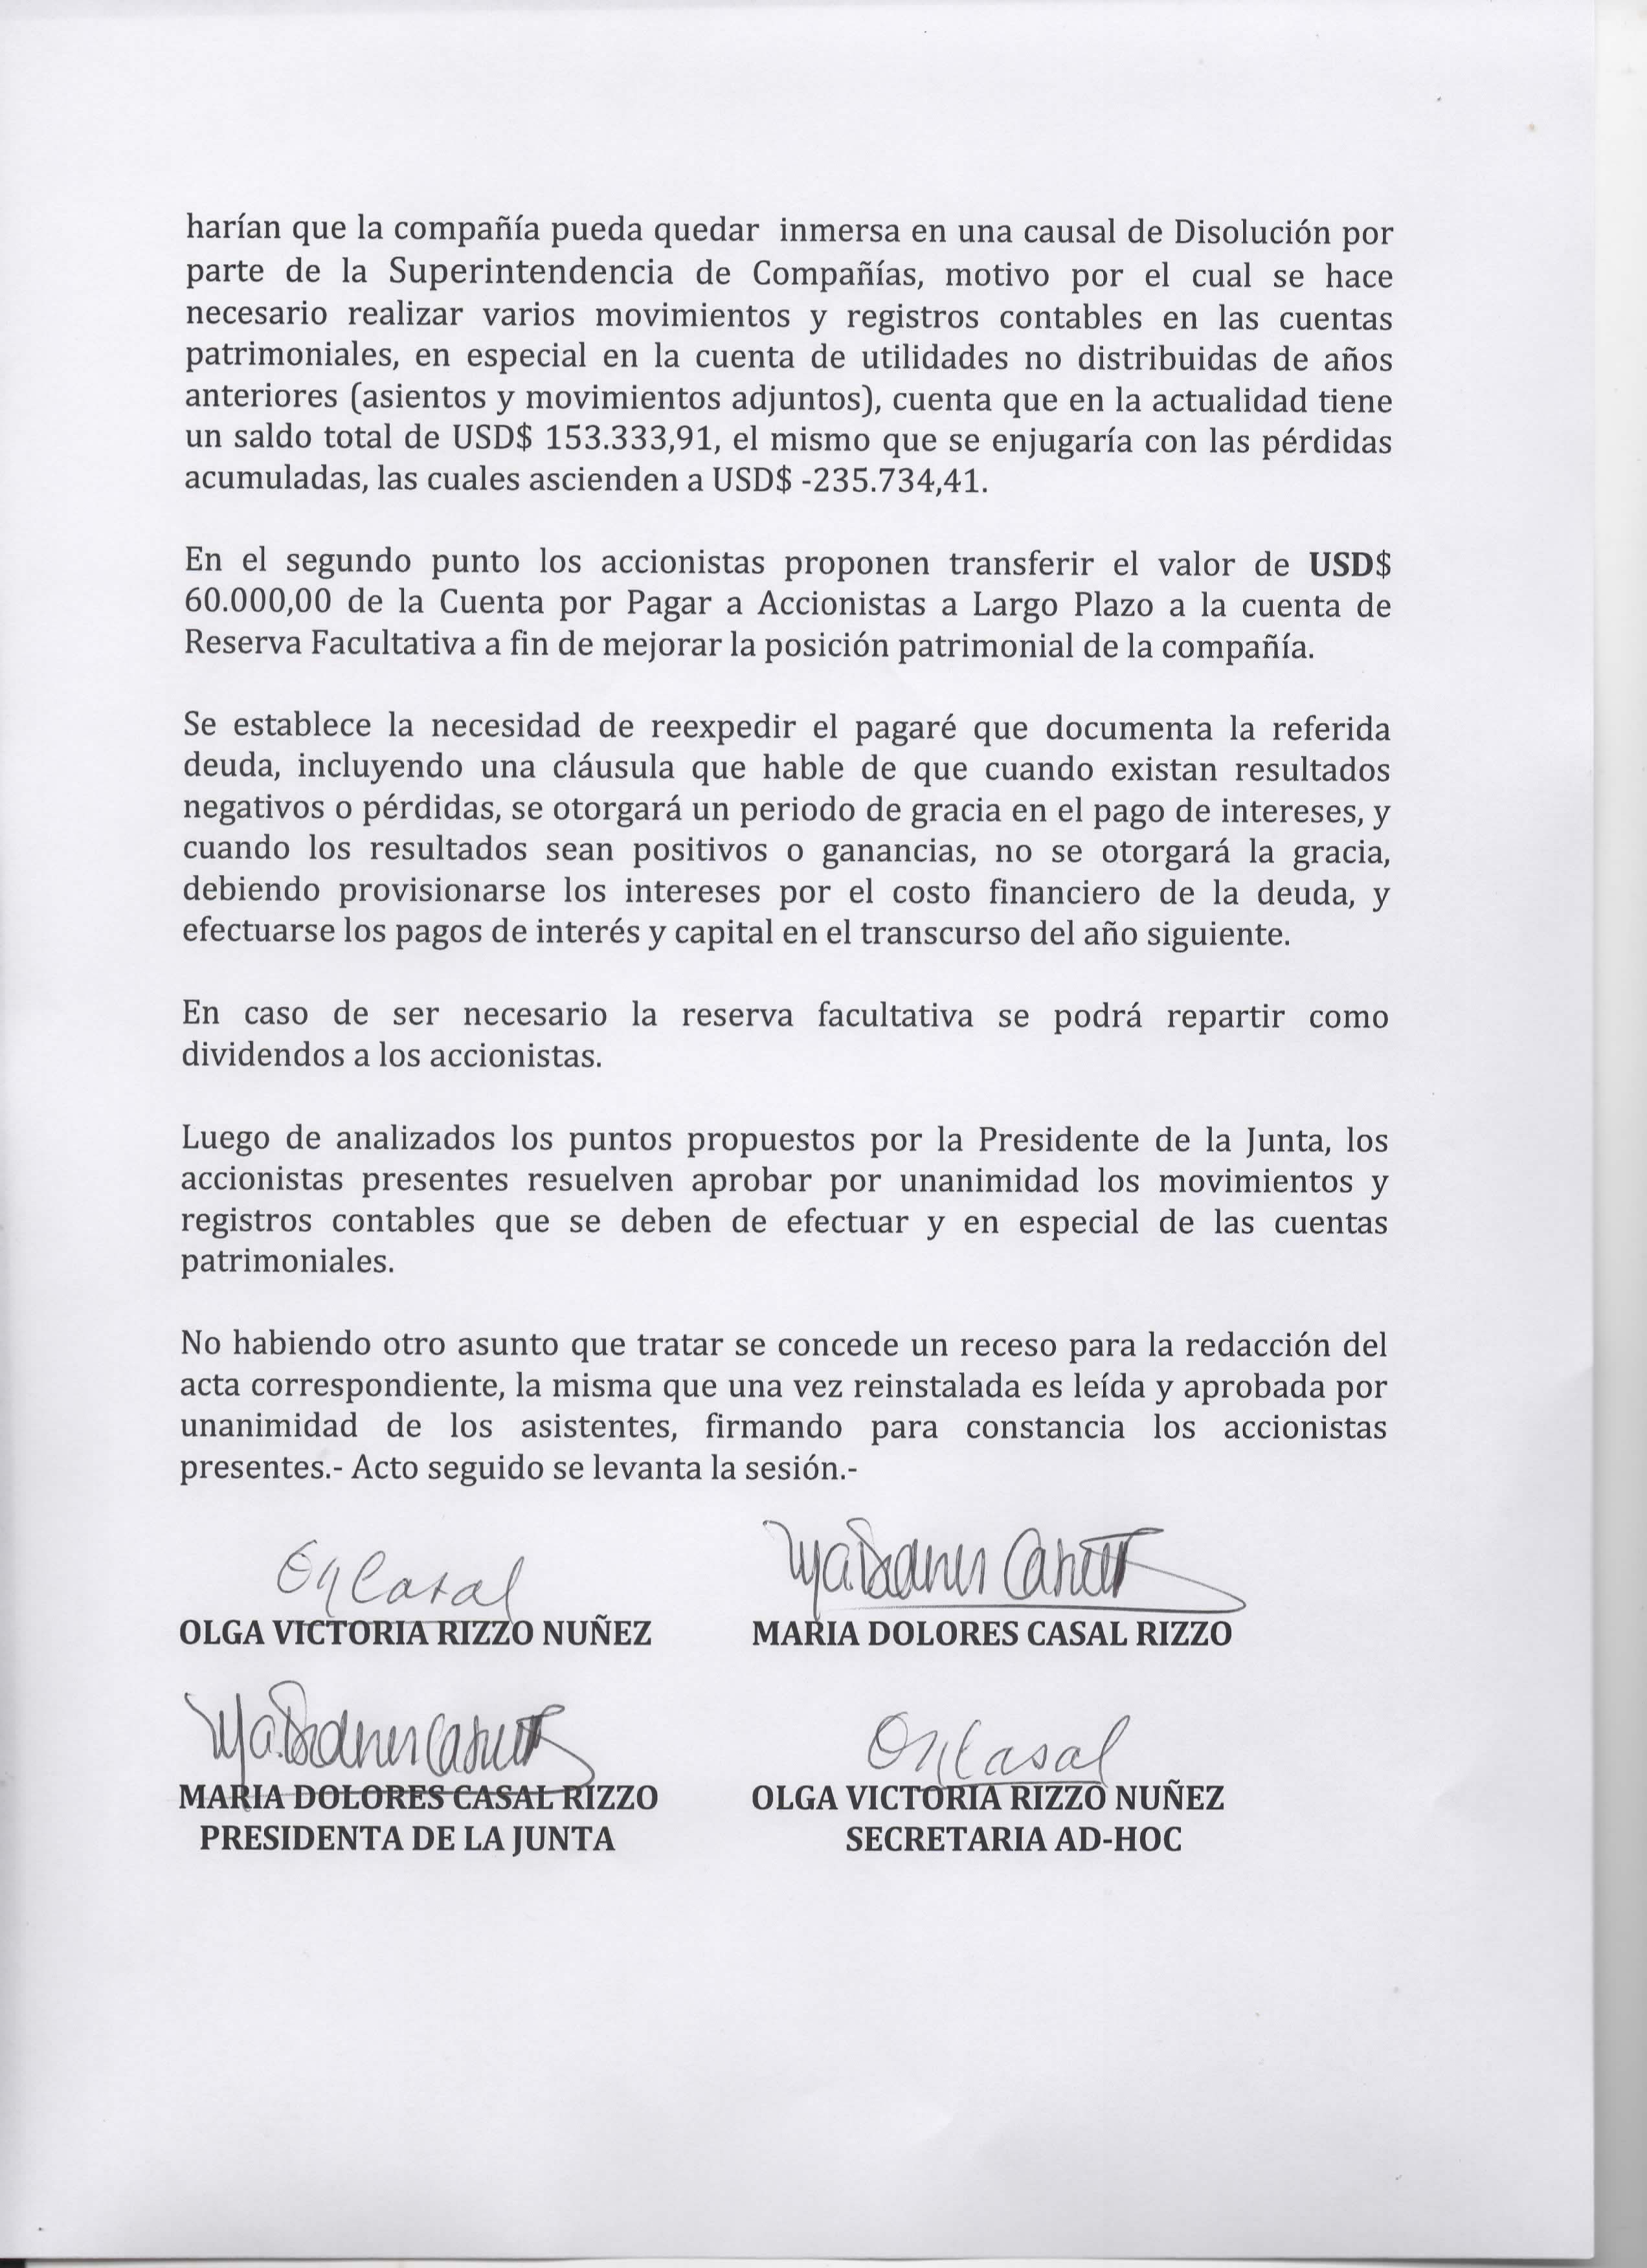 harían que la compañía pueda quedar inmersa en una causal de Disolución por
parte de la Superintendencia de Compañías, motivo por el cual se hace
necesario realizar varios movimientos y registros contables en las cuentas
patrimoniales, en especial en la cuenta de utilidades no distribuidas de años
anteriores (asientos y movimientos adjuntos), cuenta que en la actualidad tiene
un saldo total de USD$ 153.333,91, el mismo que se enjugaría con las pérdidas
acumuladas, las cuales ascienden a USD$ -235.734,41.
En el segundo punto los accionistas proponen transferir el valor de USD$
60.000,00 de la Cuenta por Pagar a Accionistas a Largo Plazo a la cuenta de
Reserva Facultativa a fin de mejorar la posición patrimonial de la compañía.
Se establece la necesidad de reexpedir el pagaré que documenta la referida
deuda, incluyendo una cláusula que hable de que cuando existan resultados
negativos o pérdidas, se otorgará un periodo de gracia en el pago de intereses, y
cuando los resultados sean positivos o ganancias, no se otorgará la gracia,
debiendo provisionarse los intereses por el costo financiero de la deuda, y
efectuarse los pagos de interés y capital en el transcurso del año siguiente.
En caso de ser necesario la reserva facultativa se podrá repartir como
dividendos a los accionistas.
Luego de analizados los puntos propuestos por la Presidente de la Junta, los
accionistas presentes resuelven aprobar por unanimidad los movimientos y
registros contables que se deben de efectuar y en especial de las cuentas
patrimoniales.
No habiendo otro asunto que tratar se concede un receso para la redacción del
acta correspondiente, la misma que una vez reinstalada es leída y aprobada por
unanimidad de los asistentes, firmando para constancia los accionistas
presentes.- Acto seguido se levanta la sesión.-
Casal
OLGA VICTORIA RIZZO NUÑEZ MARIA DOLORES CASAL RIZZO
Casal
MARIA DOLORES CASAL RIZZO OLGA VICTORIA RIZZO NUÑEZ
PRESIDENTA DE LA JUNTA SECRETARIA AD-HOC